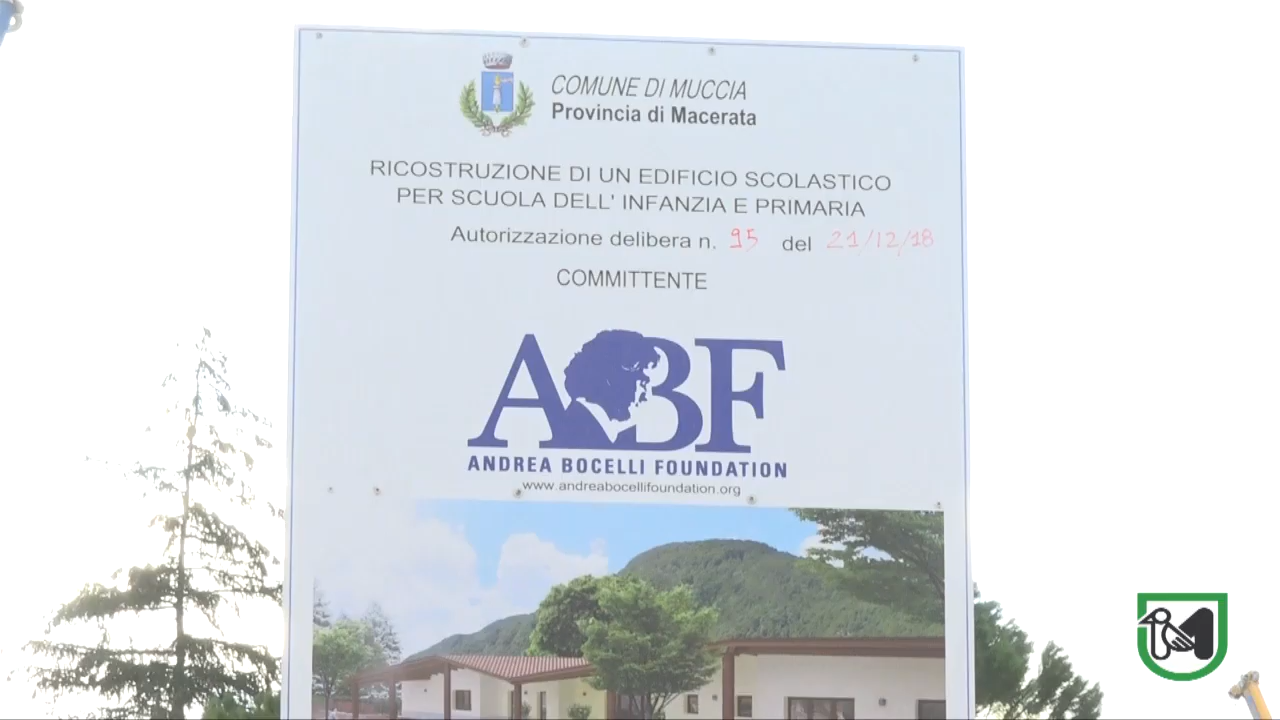 COMUNE DI MUCCIA
Provincia di Macerata
RICOSTRUZIONE DI UN EDIFICIO SCOLASTICO
PER SCUOLA DELL' INFANZIA E PRIMARIA
Autorizzazione delibera n. 95 del 21/12/18
COMMITTENTE
ABF
ANDREA BOCELLI FOUNDATION
www.andreabocellifoundation.org